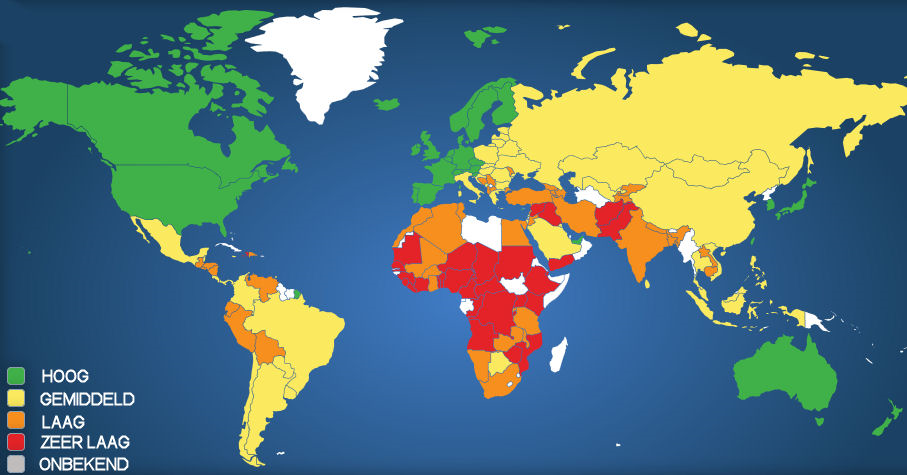 HOOG
GEMIDDELD
LAAG
ZEER LAAG
ONBEKEND